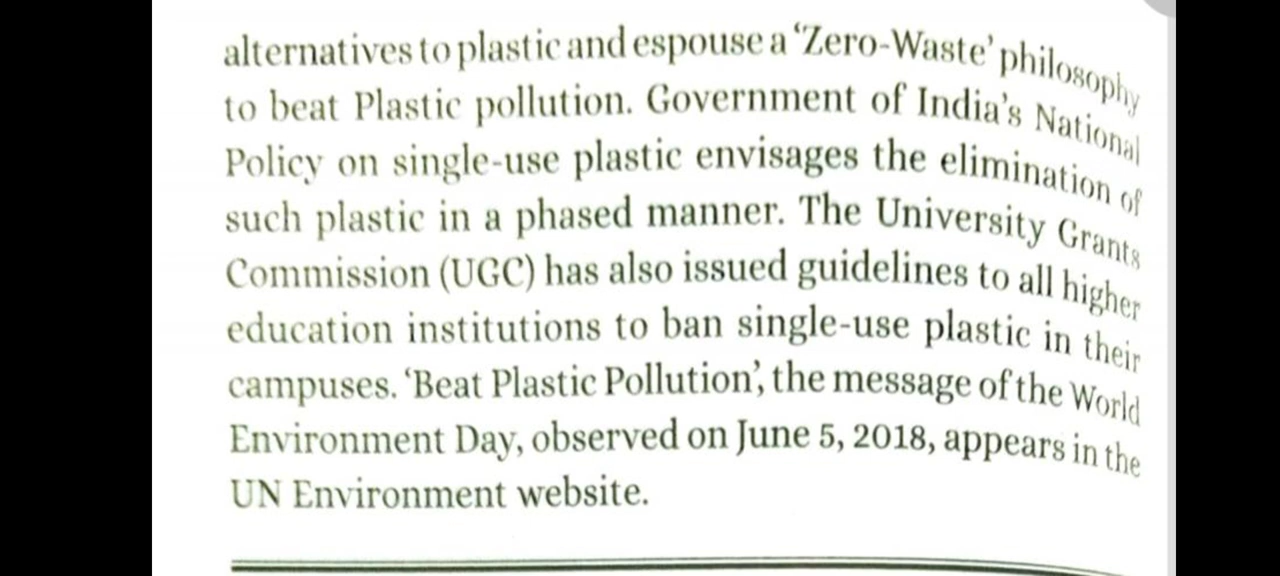 alternatives to plastic and espouse a ‘Zero-Waste’ philosophy
to beat Plastic pollution. Government of India’s National
Policy on single-use plastic envisages the elimination of
such plastic in a phased manner. The University Grants
Commission (UGC) has also issued guidelines to all higher
education institutions to ban single-use plastic in their
campuses. ‘Beat Plastic Pollution’, the message of the World
Environment Day, observed on June 5, 2018, appears in the
UN Environment website.